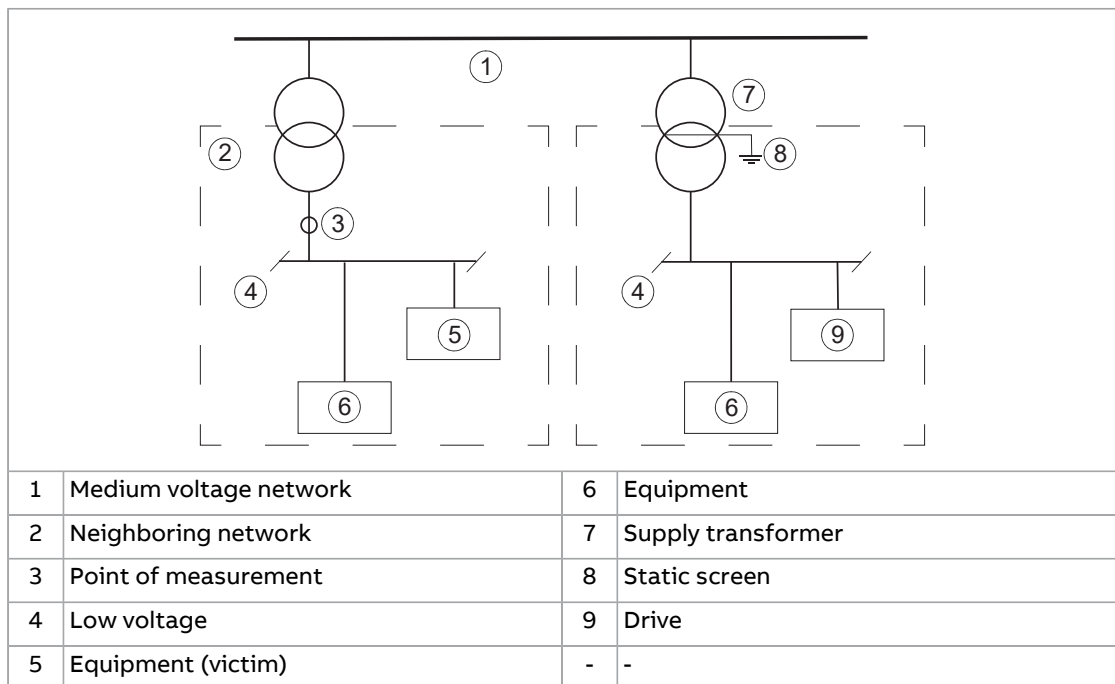 1
7
2
8
3
4
4
5
9
6
6
1 Medium voltage network 6 Equipment
2 Neighboring network 7 Supply transformer
3 Point of measurement 8 Static screen
4 Low voltage 9 Drive
5 Equipment (victim) - -